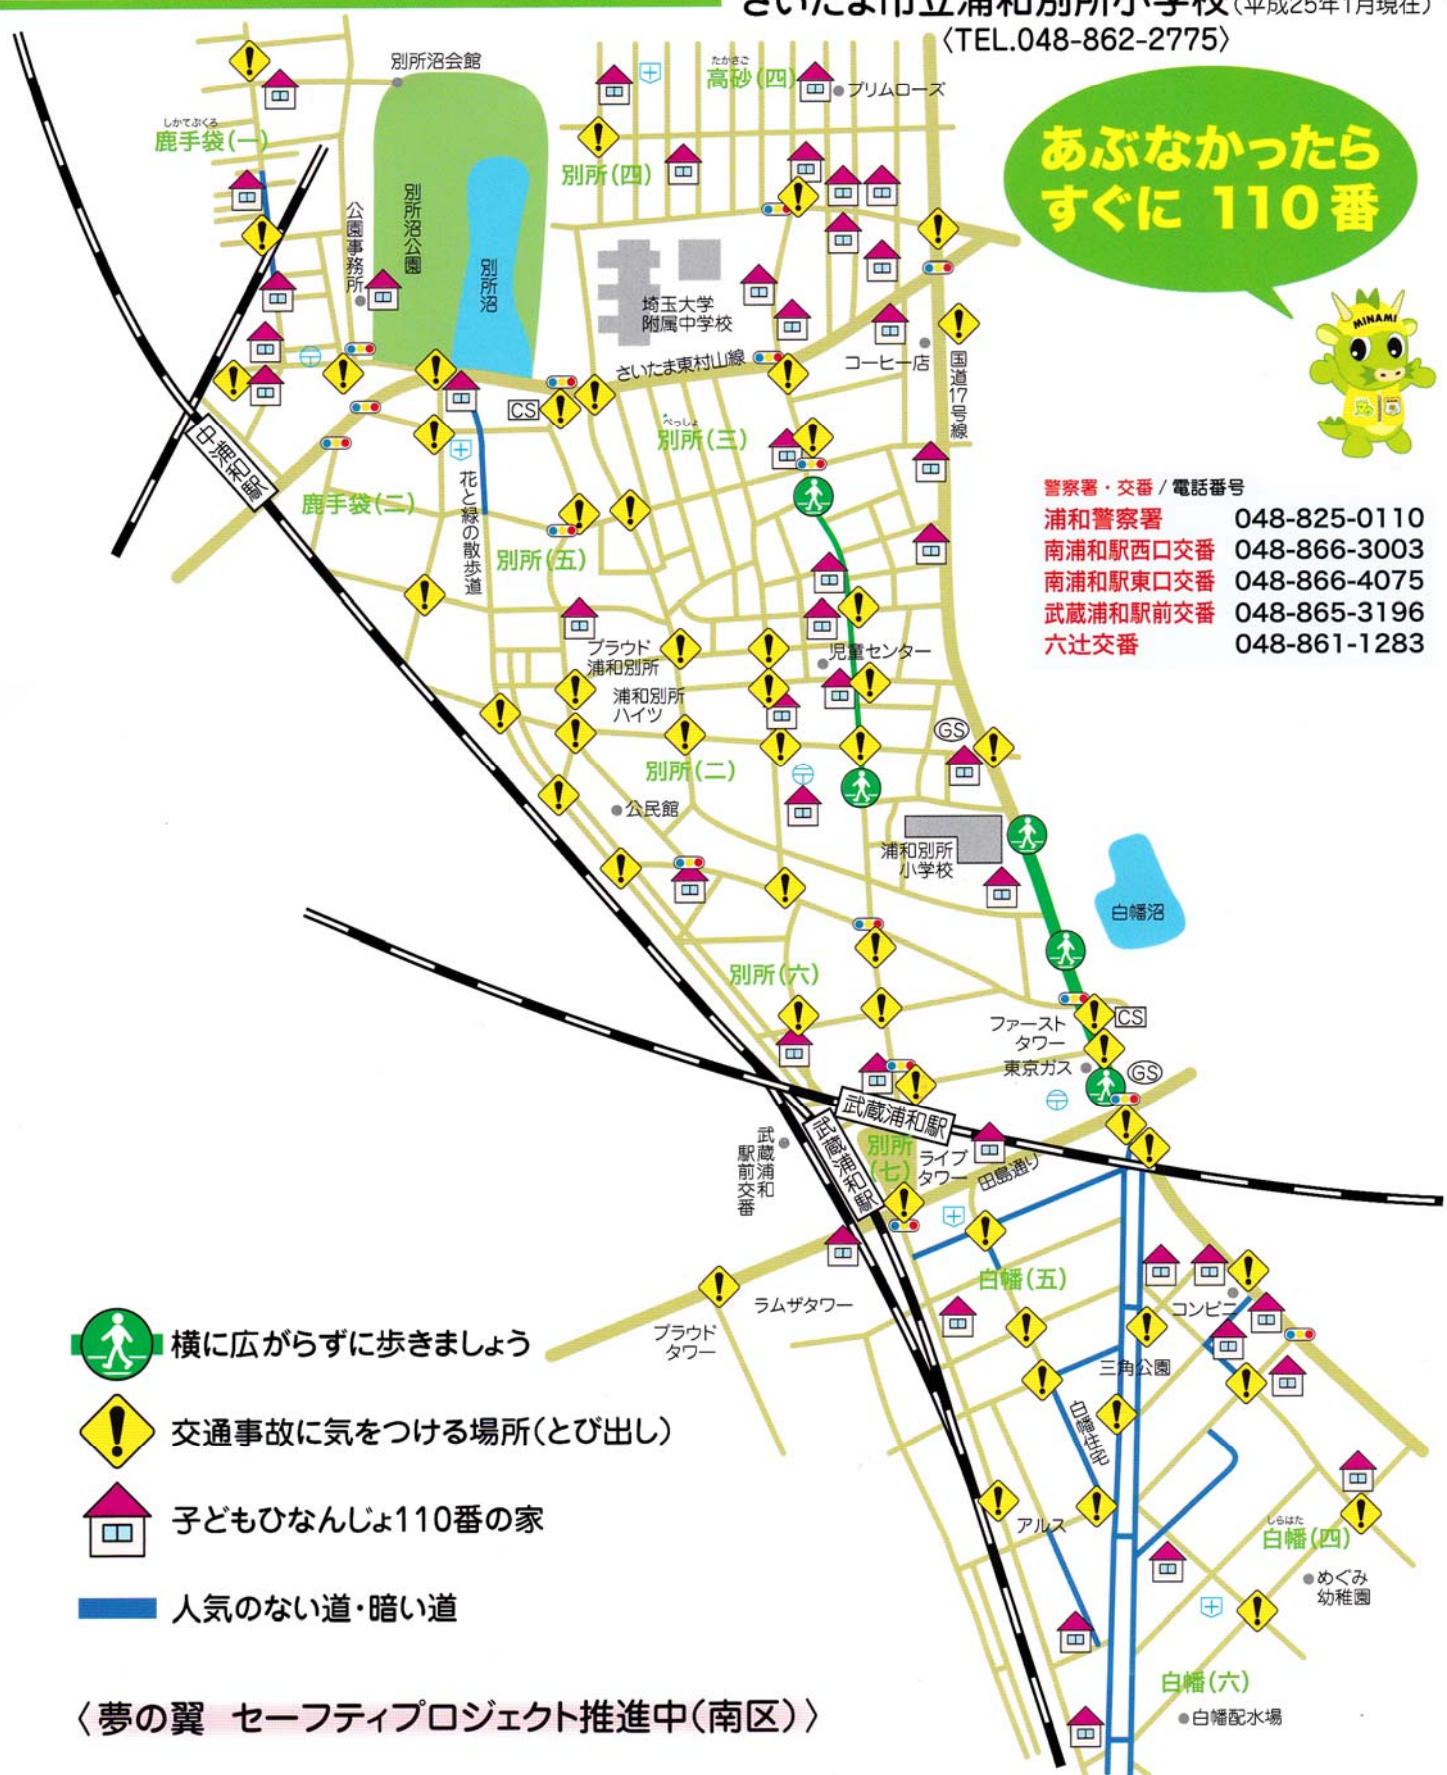 さいたま市立浦和別所小学校(平成25年1月現在)
〈TEL.048-862-2775〉
あぶなかったら
すぐに 110番
MINAMI
警察署・交番 / 電話番号
浦和警察署 048-825-0110
南浦和駅西口交番 048-866-3003
南浦和駅東口交番 048-866-4075
武蔵浦和駅前交番 048-865-3196
六辻交番 048-861-1283
別所沼会館
たかさご
高砂(四)
プリムローズ
しかてぶくろ
鹿手袋(一)
別所(四)
公園事務所
別所沼公園
別所沼
埼玉大学
附属中学校
さいたま東村山線
コーヒー店
国道17号線
CS
べっしょ
別所(三)
中浦和駅
鹿手袋(二)
花と緑の散歩道
別所(五)
プラウド
浦和別所
児童センター
浦和別所
ハイツ
GS
別所(二)
公民館
浦和別所
小学校
白幡沼
別所(六)
ファースト
タワー
CS
東京ガス
GS
武蔵浦和駅
武蔵浦和駅
武蔵浦和
駅前交番
別所
(七)
ライブ
タワー
田島通り
白幡(五)
ラムザタワー
プラウド
タワー
コンビニ
三角公園
白幡住宅
アルス
しらはた
白幡(四)
めぐみ
幼稚園
白幡(六)
白幡配水場
横に広がらずに歩きましょう
交通事故に気をつける場所(とび出し)
子どもひなんじょ110番の家
人気のない道・暗い道
〈夢の翼 セーフティプロジェクト推進中(南区)〉